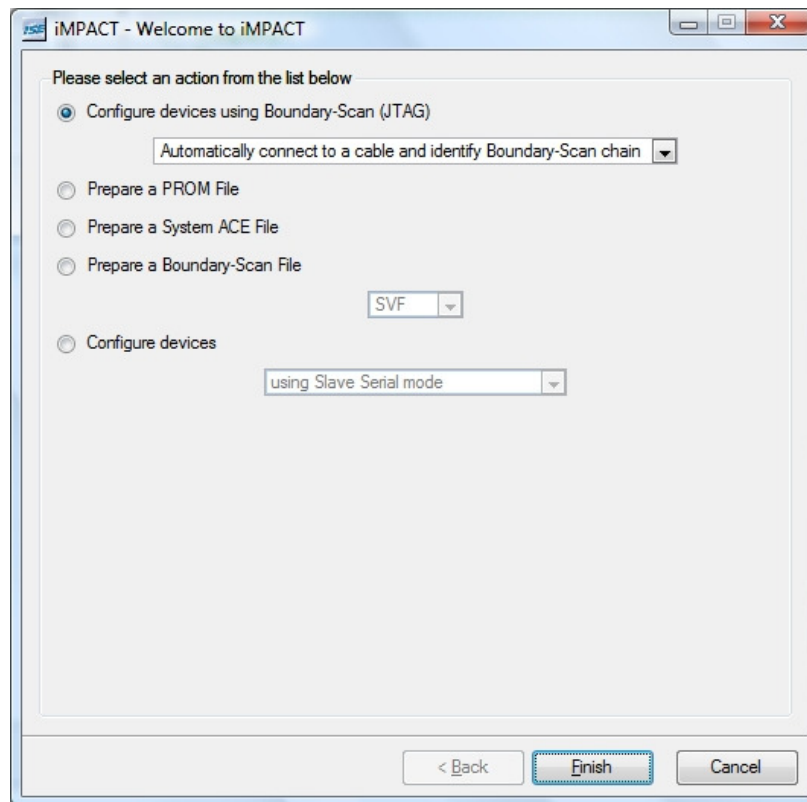 ISE iMPACT - Welcome to iMPACT
Please select an action from the list below
Configure devices using Boundary-Scan (JTAG)
Automatically connect to a cable and identify Boundary-Scan chain
Prepare a PROM File
Prepare a System ACE File
Prepare a Boundary-Scan File
SVF
Configure devices
using Slave Serial mode
< Back Finish Cancel